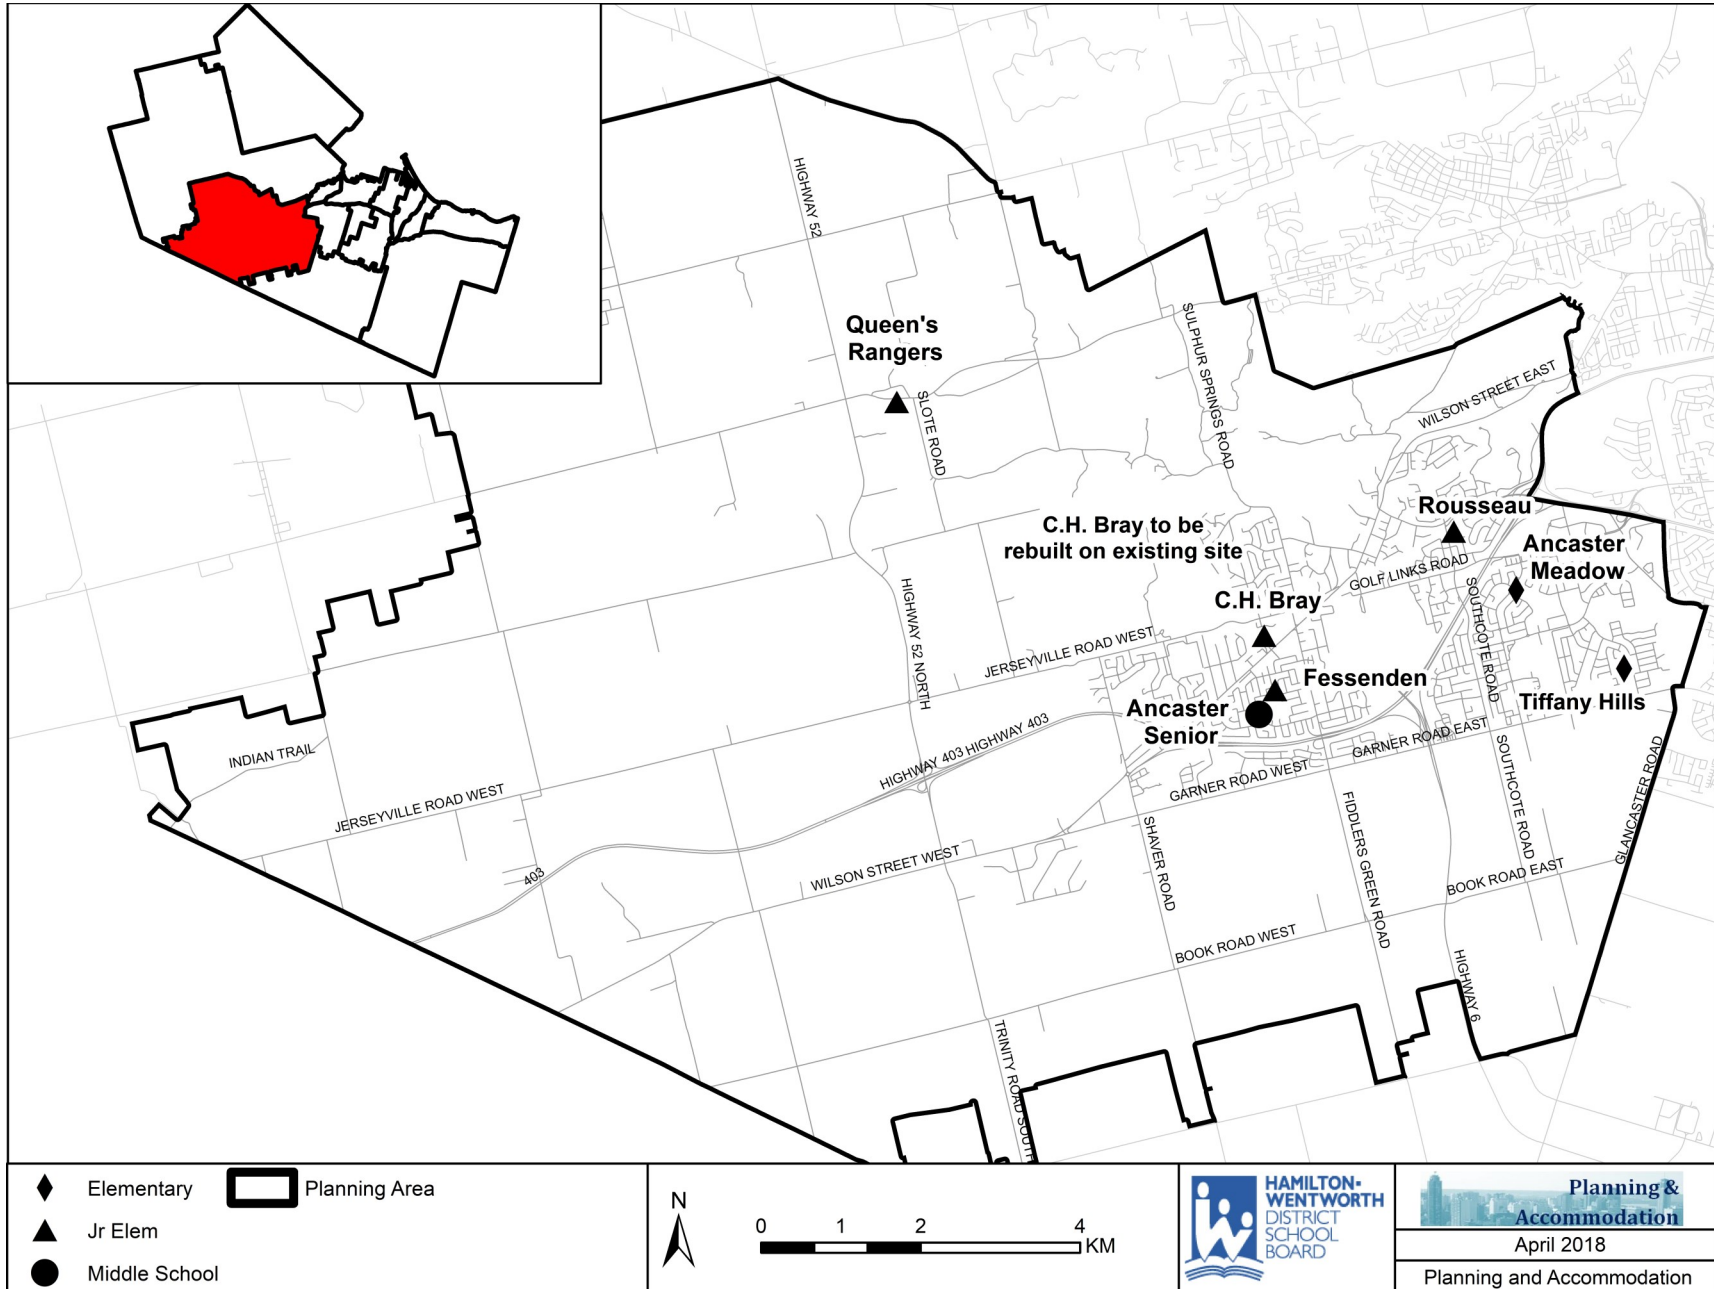 HIGHWAY 52
Queen's
Rangers
SLOTE ROAD
SULPHUR SPRINGS ROAD
WILSON STREET EAST
Rousseau
C.H. Bray to be
rebuilt on existing site
Ancaster
Meadow
GOLF LINKS ROAD
C.H. Bray
SOUTHCOTE ROAD
HIGHWAY 52 NORTH
JERSEYVILLE ROAD WEST
Fessenden
Tiffany Hills
Ancaster
Senior
INDIAN TRAIL
HIGHWAY 403
HIGHWAY 403
GARNER ROAD EAST
SOUTHCOTE ROAD
GLANCASTER ROAD
GARNER ROAD WEST
JERSEYVILLE ROAD WEST
SHAVER ROAD
FIDDLERS GREEN ROAD
403
WILSON STREET WEST
BOOK ROAD EAST
BOOK ROAD WEST
HIGHWAY 6
TRINITY ROAD SOUTH
Elementary
Planning Area
Jr Elem
Middle School
N
0 1 2 4
KM
HAMILTON-
WENTWORTH
DISTRICT
SCHOOL
BOARD
Planning &
Accommodation
April 2018
Planning and Accommodation